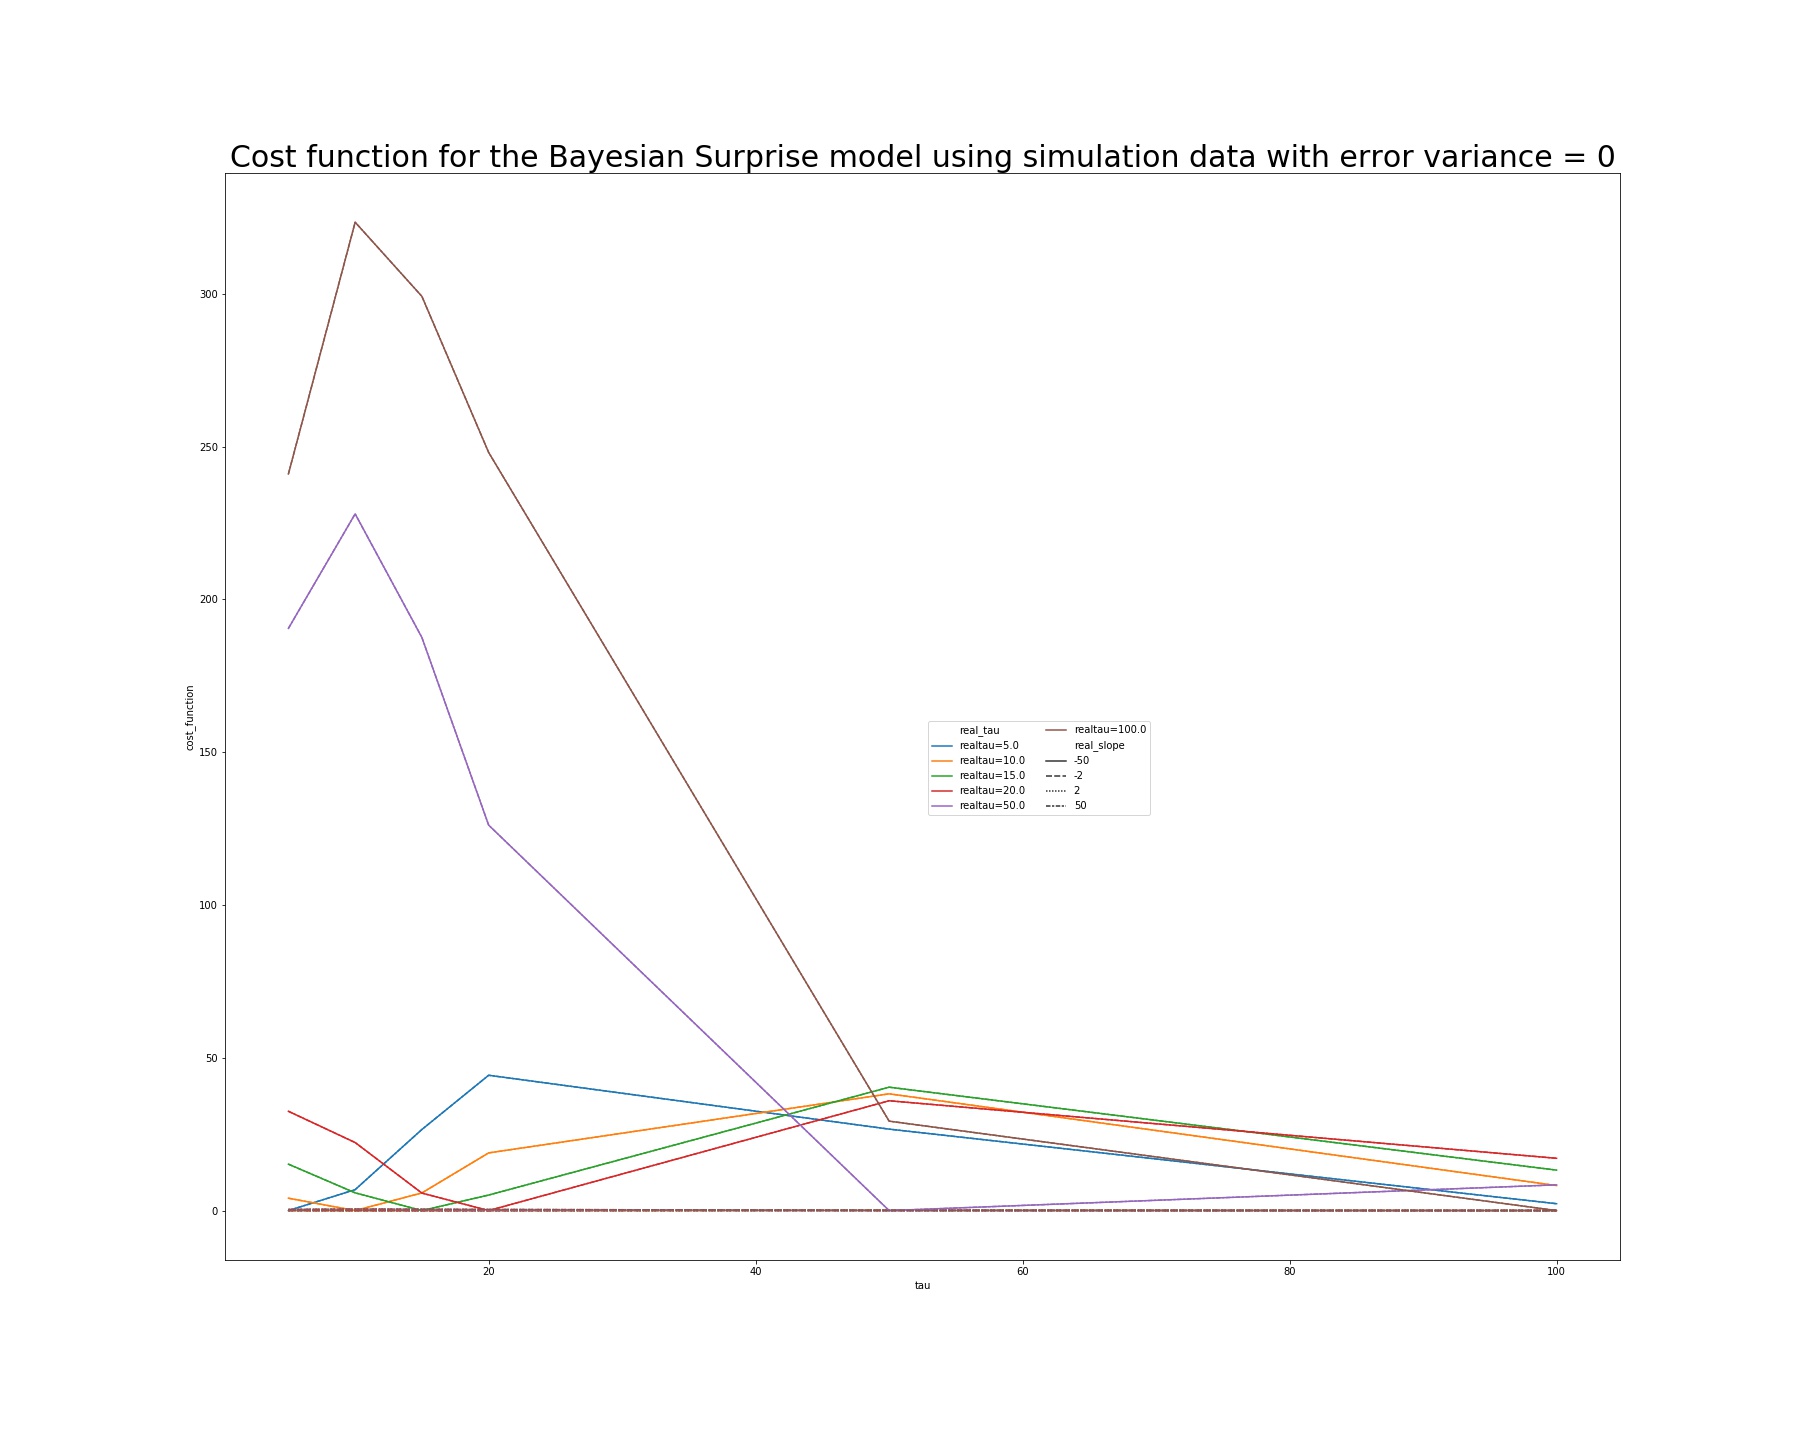 Cost function for the Bayesian Surprise model using simulation data with error variance = 0
300
250
200
150
100
50
0
cost_function
real_tau
realtau=5.0
realtau=10.0
realtau=15.0
realtau=20.0
realtau=50.0
realtau=100.0
real_slope
-50
-2
2
50
20
40
60
80
100
tau